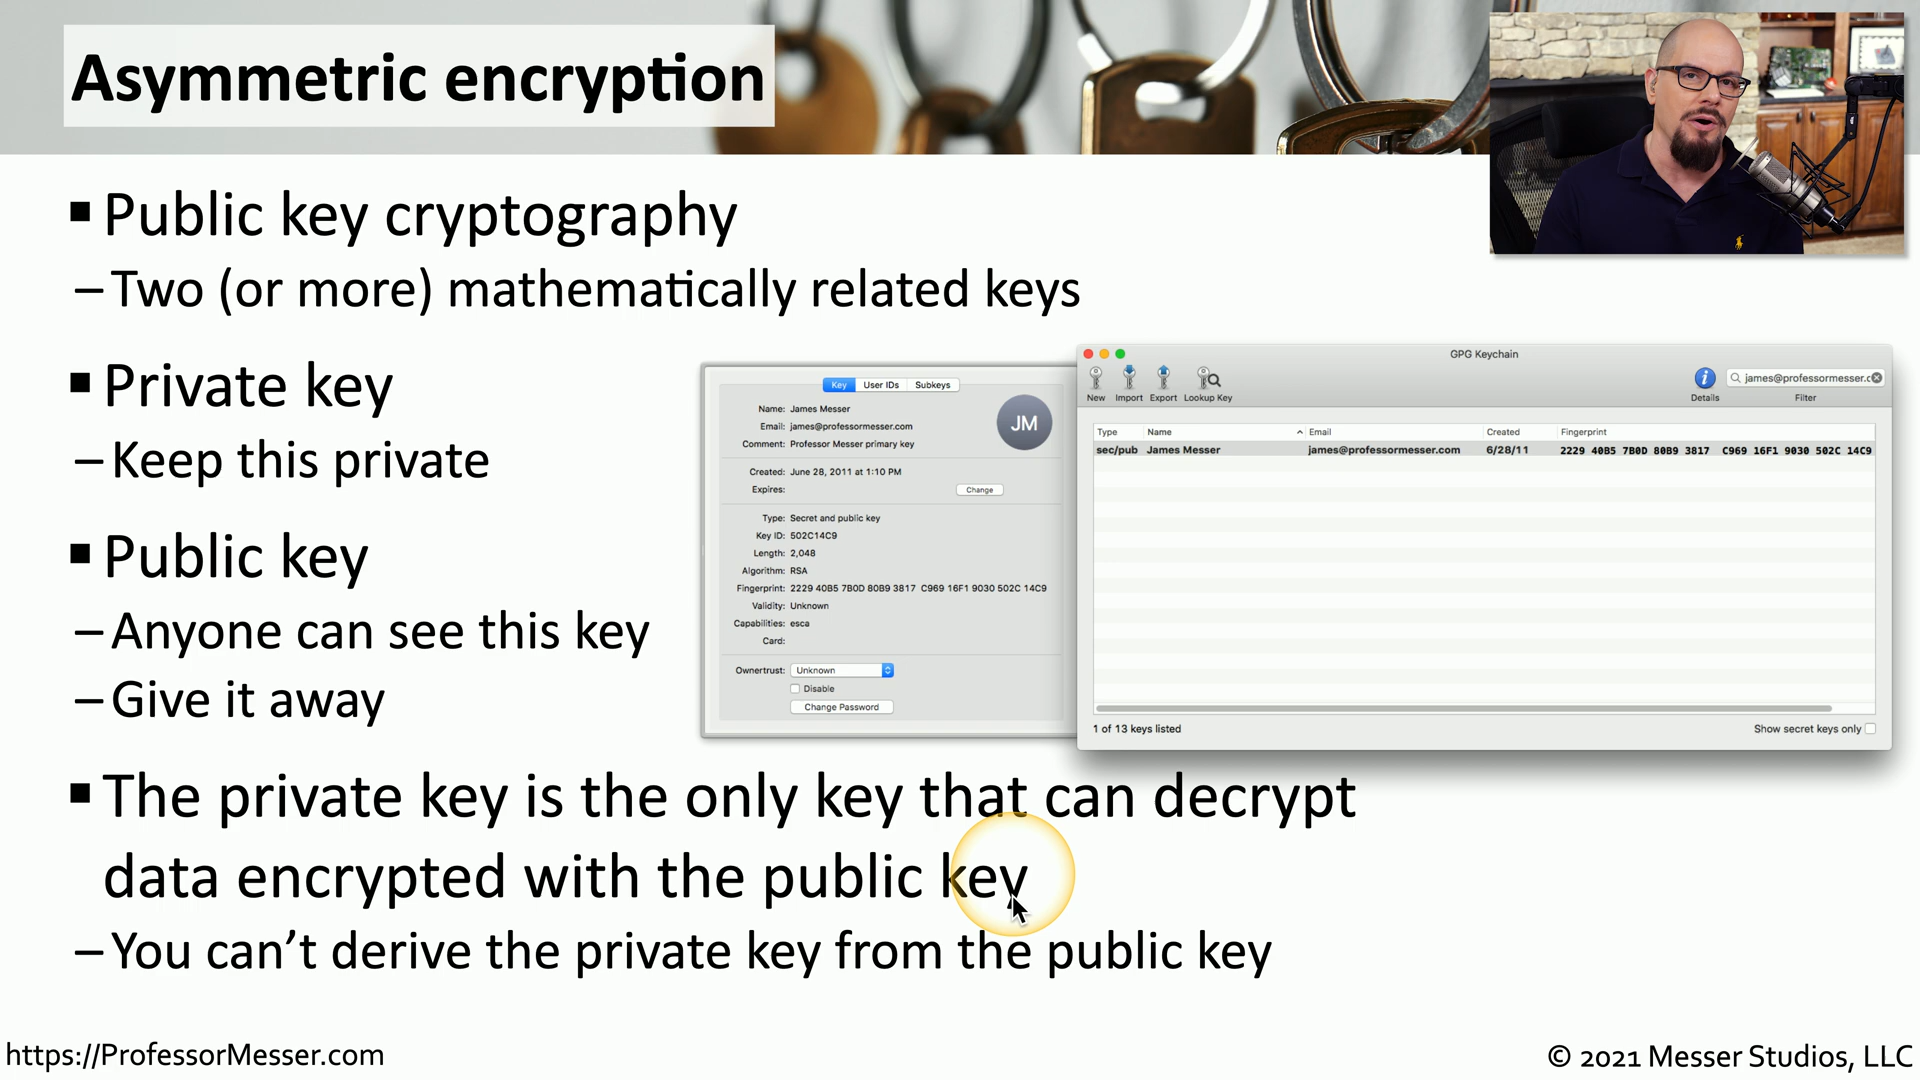 Asymmetric encryption
▪ Public key cryptography
– Two (or more) mathematically related keys
▪ Private key
– Keep this private
▪ Public key
– Anyone can see this key
– Give it away
Key User IDs Subkeys
JM
Name: James Messer
Email: james@professormesser.com
Comment: Professor Messer primary key
Created: June 28, 2011 at 1:10 PM
Expires: Change
Type: Secret and public key
Key ID: 502C14C9
Length: 2,048
Algorithm: RSA
Fingerprint: 2229 40B5 7B0D 80B9 3817 C969 16F1 9030 502C 14C9
Validity: Unknown
Capabilities: esca
Card:
Ownertrust: Unknown
Disable
Change Password
GPG Keychain
New Import Export Lookup Key Details
james@professormesser.c
Filter
Type Name Email Created Fingerprint
sec/pub James Messer james@professormesser.com 6/28/11 2229 40B5 7B0D 80B9 3817 C969 16F1 9030 502C 14C9
1 of 13 keys listed Show secret keys only
▪ The private key is the only key that can decrypt
data encrypted with the public key
– You can’t derive the private key from the public key
https://ProfessorMesser.com
© 2021 Messer Studios, LLC